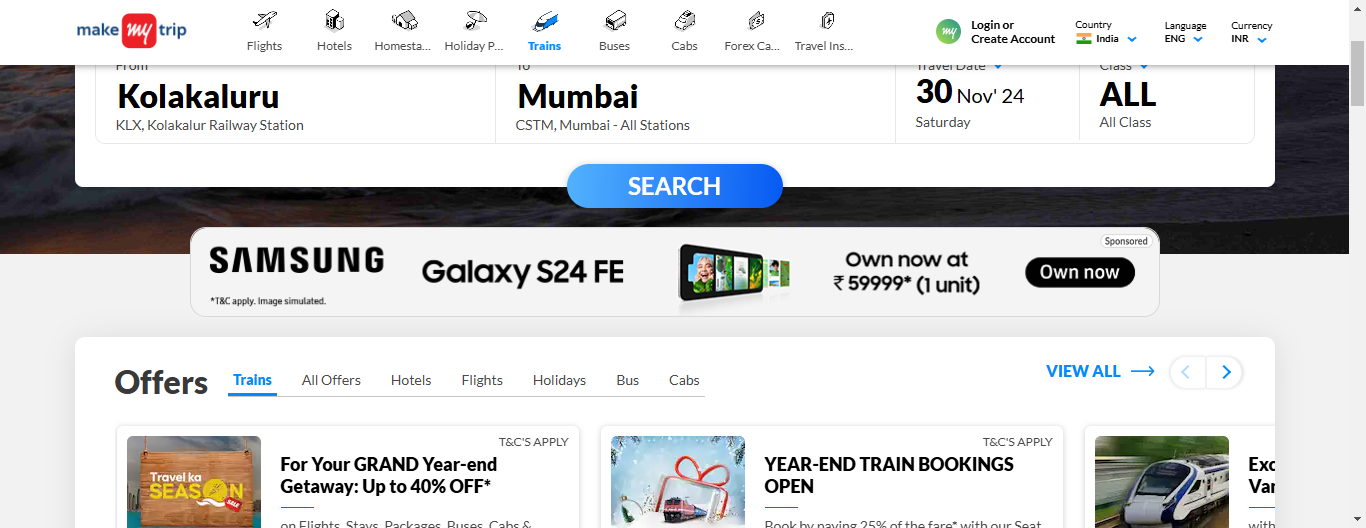 make my trip
Flights
Hotels
Homesta...
Holiday P...
Trains
Buses
Cabs
Forex Ca...
Travel Ins...
my
Login or
Create Account
Country
India
Language
ENG
Currency
INR
From
To
Travel Date
Class
Kolakaluru
Mumbai
30 Nov' 24
ALL
KLX, Kolakalur Railway Station
CSTM, Mumbai - All Stations
Saturday
All Class
SEARCH
Sponsored
SAMSUNG
Galaxy S24 FE
Own now at
₹ 59999* (1 unit)
Own now
*T&C apply. Image simulated.
Offers
Trains
All Offers
Hotels
Flights
Holidays
Bus
Cabs
VIEW ALL
T&C'S APPLY
Travel ka
SEASON
SALE
For Your GRAND Year-end
Getaway: Up to 40% OFF*
on Flights, Stays, Packages, Buses, Cabs &
T&C'S APPLY
YEAR-END TRAIN BOOKINGS
OPEN
Book by paying 25% of the fare* with our Seat
Exc
Van
with